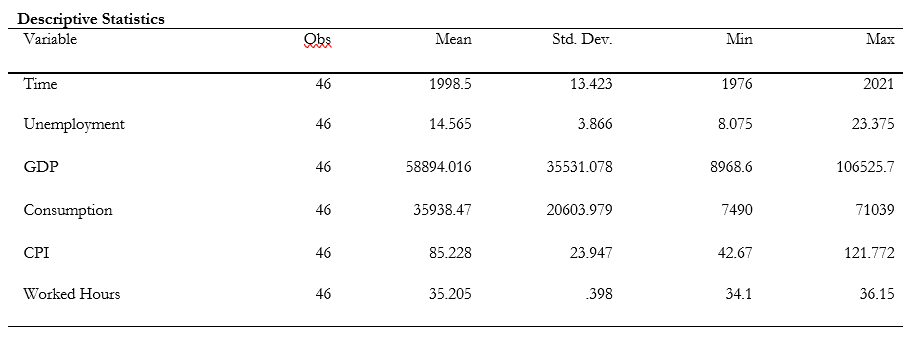 Descriptive Statistics
Variable Obs Mean Std. Dev. Min Max
Time 46 1998.5 13.423 1976 2021
Unemployment 46 14.565 3.866 8.075 23.375
GDP 46 58894.016 35531.078 8968.6 106525.7
Consumption 46 35938.47 20603.979 7490 71039
CPI 46 85.228 23.947 42.67 121.772
Worked Hours 46 35.205 .398 34.1 36.15